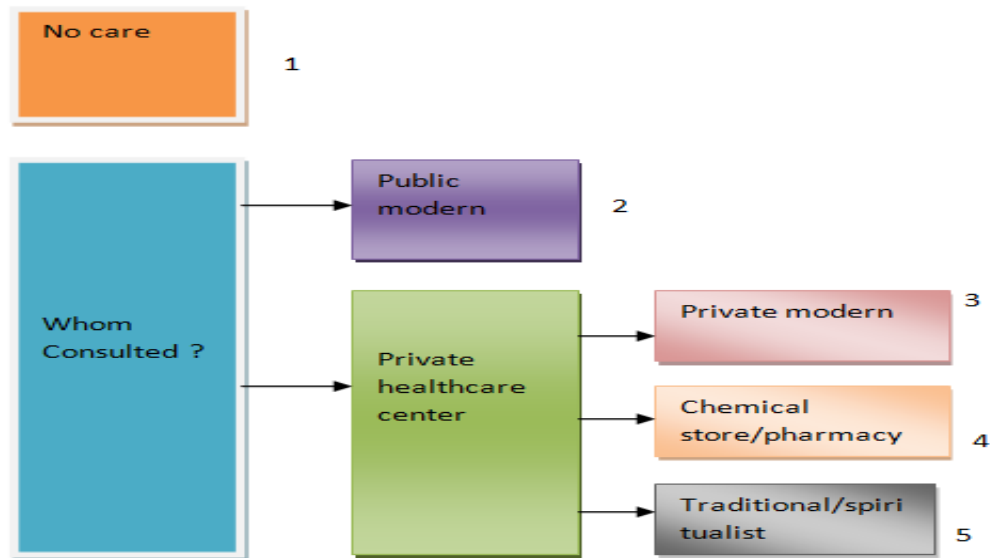 No care
1
Public
modern
2
Whom
Consulted ?
Private
healthcare
center
Private modern
3
Chemical
store/pharmacy
4
Traditional/spiri
tualist
5